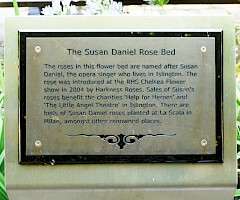 The Susan Daniel Rose Bed
The roses in this flower bed are named after Susan
Daniel, the opera singer who lives in Islington. The
rose was introduced at the RHS Chelsea Flower
show in 2004 by Harkness Roses. Sales of Susan's
roses benefit the charities 'Help for Heroes' and
'The Little Angel Theatre' in Islington. There are
beds of Susan Daniel roses planted at La Scala in
Milan, amongst other renowned places.